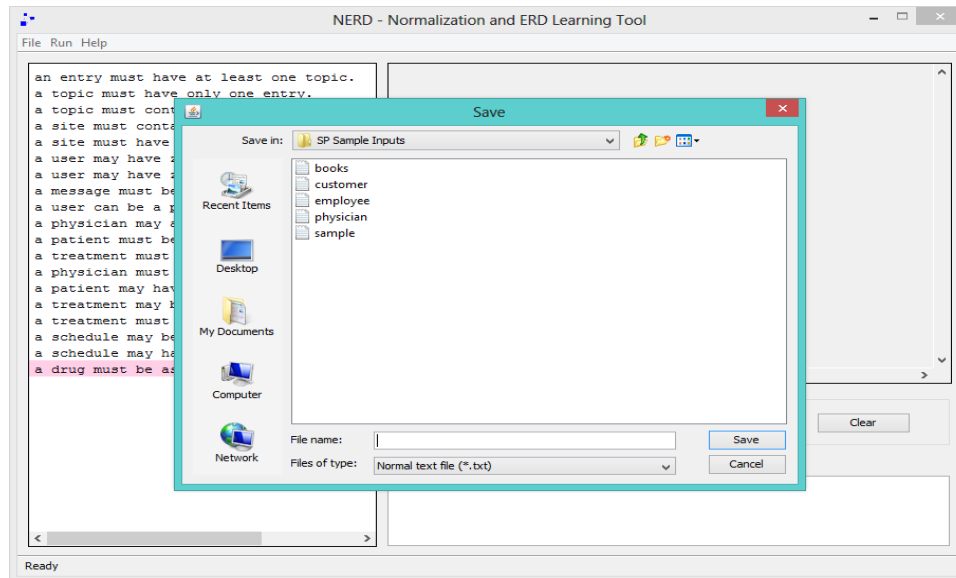 NERD - Normalization and ERD Learning Tool
File Run Help
an entry must have at least one topic.
a topic must have only one entry.
a topic must cont
a site must conta
a site must have
a user may have
a user may have
a message must be
a user can be a
a physician may a
a patient must be
a treatment must
a physician must
a patient may hav
a treatment may
a treatment must
a schedule may be
a schedule may ha
a drug must be as
Save
Save in: SP Sample Inputs
Recent Items
Desktop
My Documents
Computer
Network
books
customer
employee
physician
sample
File name: Save
Files of type: Normal text file (*.txt) Cancel
Clear
Ready